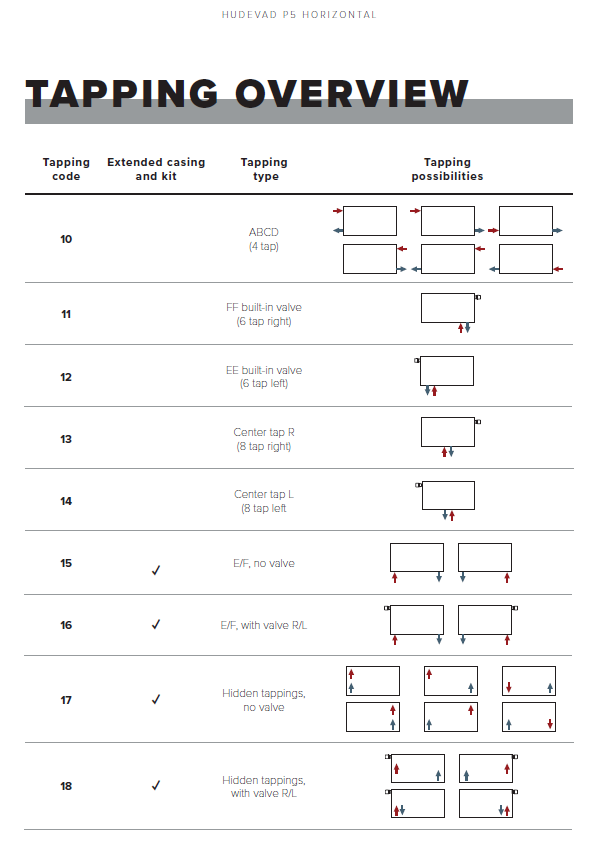 HUDEVAD P5 HORIZONTAL
TAPPING OVERVIEW
Tapping code Extended casing and kit Tapping type Tapping possibilities
10 ABCD
(4 tap)
11 FF built-in valve
(6 tap right)
12 EE built-in valve
(6 tap left)
13 Center tap R
(8 tap right)
14 Center tap L
(8 tap left
15 ✓ E/F, no valve
16 ✓ E/F, with valve R/L
17 ✓ Hidden tappings,
no valve
18 ✓ Hidden tappings,
with valve R/L